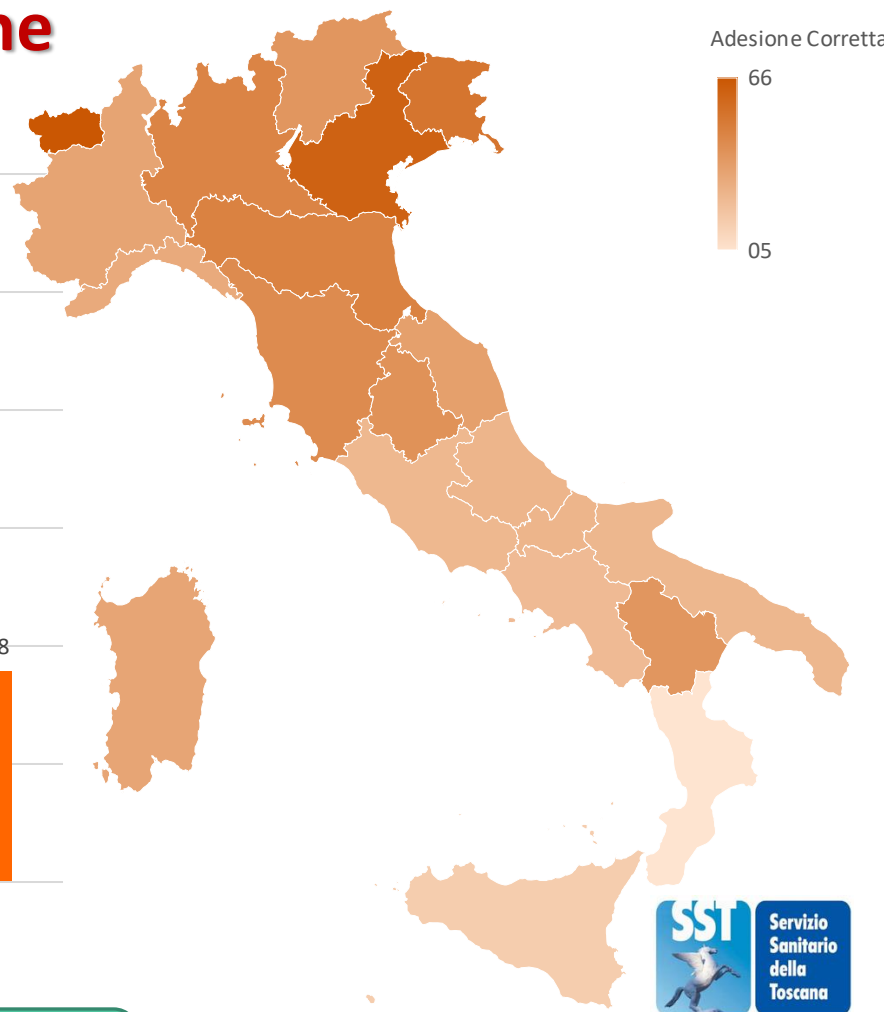 ne
Adesione Corretta
66
05
8
SST
Servizio
Sanitario
della
Toscana